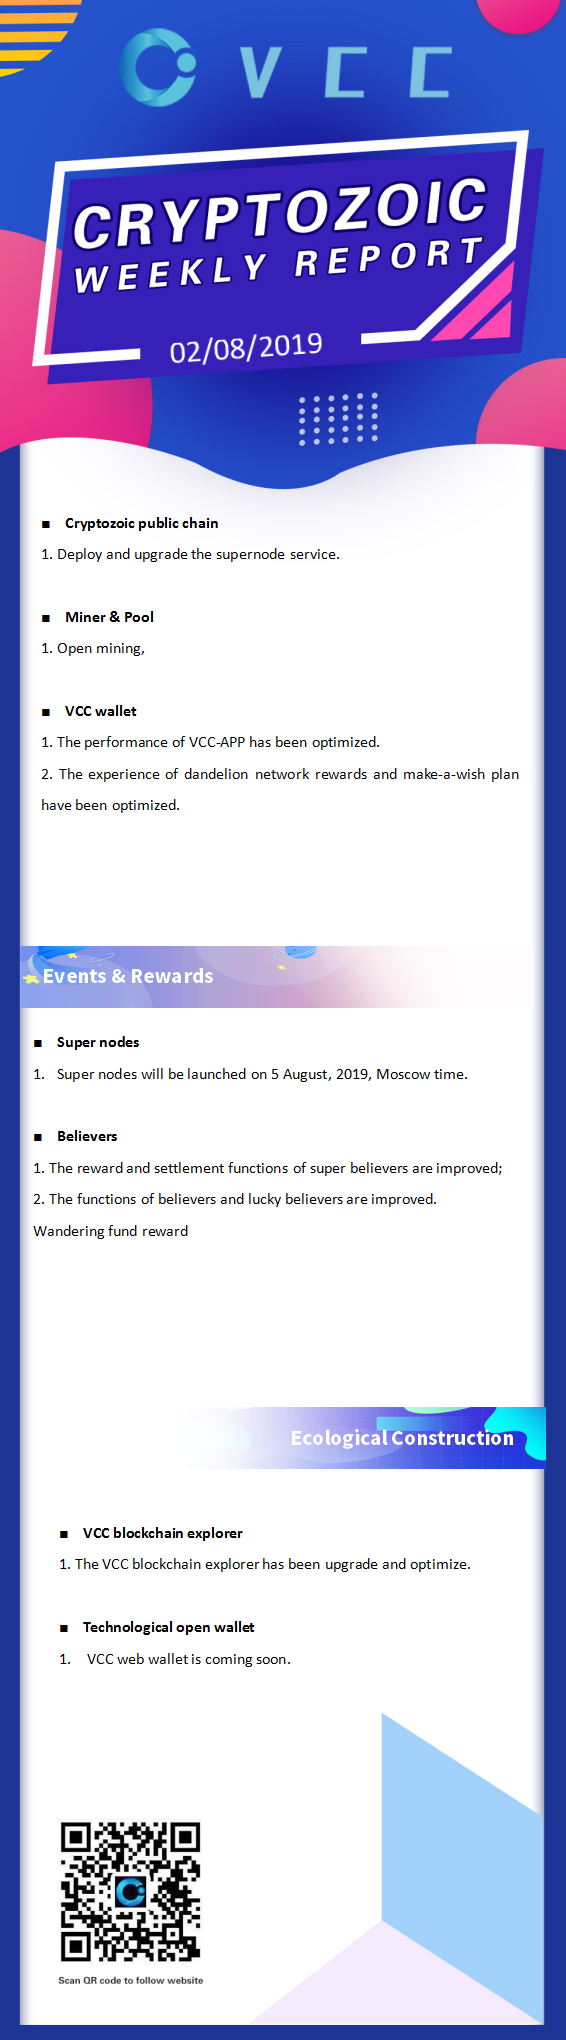 VCC
CRYPTOZOIC
WEEKLY REPORT
02/08/2019
■ Cryptozoic public chain
1. Deploy and upgrade the supernode service.
■ Miner & Pool
1. Open mining,
■ VCC wallet
1. The performance of VCC-APP has been optimized.
2. The experience of dandelion network rewards and make-a-wish plan
have been optimized.
Events & Rewards
■ Super nodes
1. Super nodes will be launched on 5 August, 2019, Moscow time.
■ Believers
1. The reward and settlement functions of super believers are improved;
2. The functions of believers and lucky believers are improved.
Wandering fund reward
Ecological Construction
■ VCC blockchain explorer
1. The VCC blockchain explorer has been upgrade and optimize.
■ Technological open wallet
1. VCC web wallet is coming soon.
Scan QR code to follow website